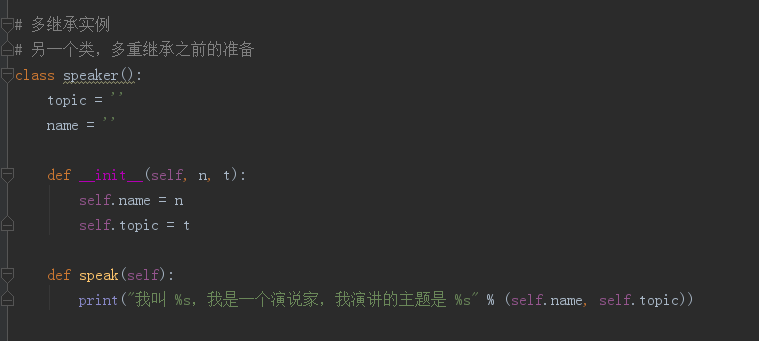 # 多继承实例
# 另一个类，多重继承之前的准备
class speaker():
    topic = ''
    name = ''
    def __init__(self, n, t):
        self.name = n
        self.topic = t
    def speak(self):
        print("我叫 %s，我是一个演说家，我演讲的主题是 %s" % (self.name, self.topic))